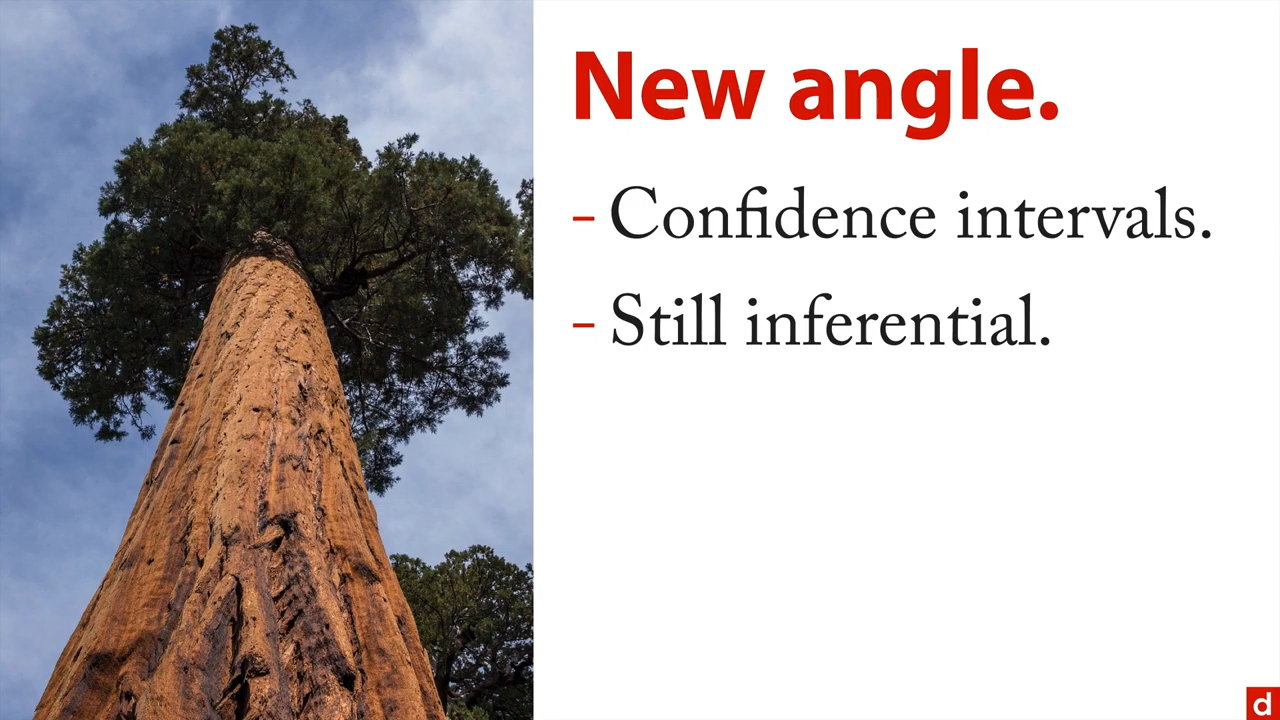 New angle.
- Confidence intervals.
- Still inferential.
d